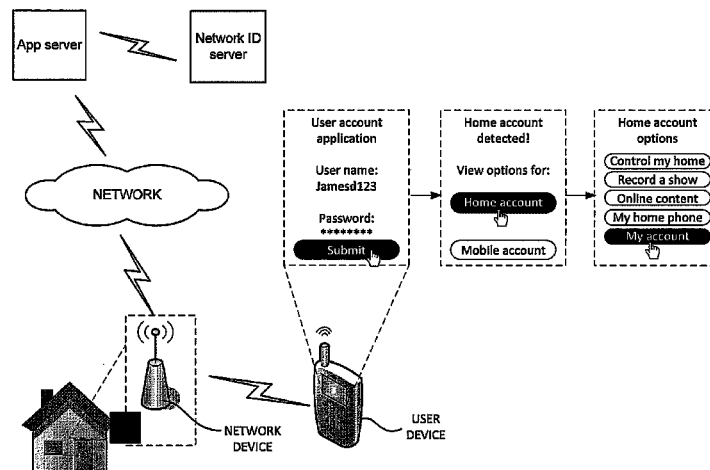 App server
Network ID
server
NETWORK
User account
application
User name:
Jamesd123
Password:
********
Submit
Home account
detected!
View options for:
Home account
Mobile account
Home account
options
Control my home
Record a show
Online content
My home phone
My account
NETWORK
DEVICE
USER
DEVICE